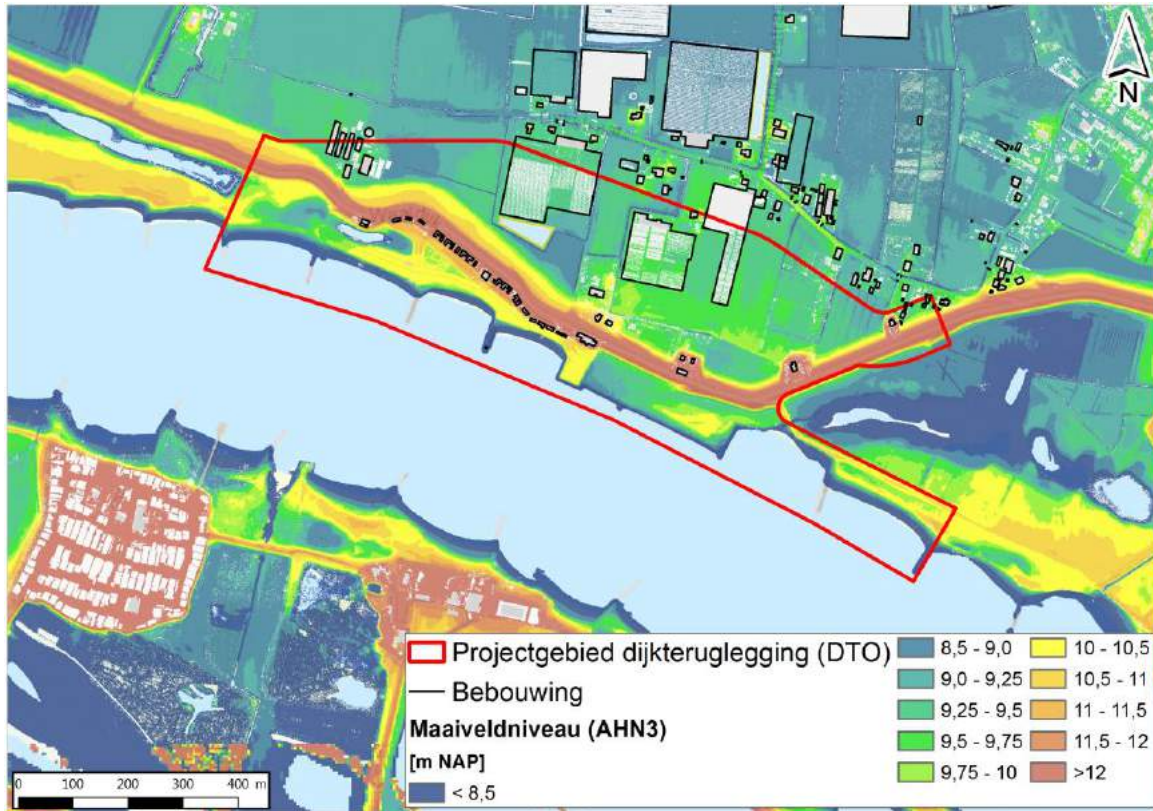 N
Projectgebied dijkteruglegging (DTO)
Bebouwing
Maaiveldniveau (AHN3)
[m NAP]
< 8,5
8,5 - 9,0
9,0 - 9,25
9,25 - 9,5
9,5 - 9,75
9,75 - 10
10 - 10,5
10,5 - 11
11 - 11,5
11,5 - 12
>12
0 100 200 300 400 m